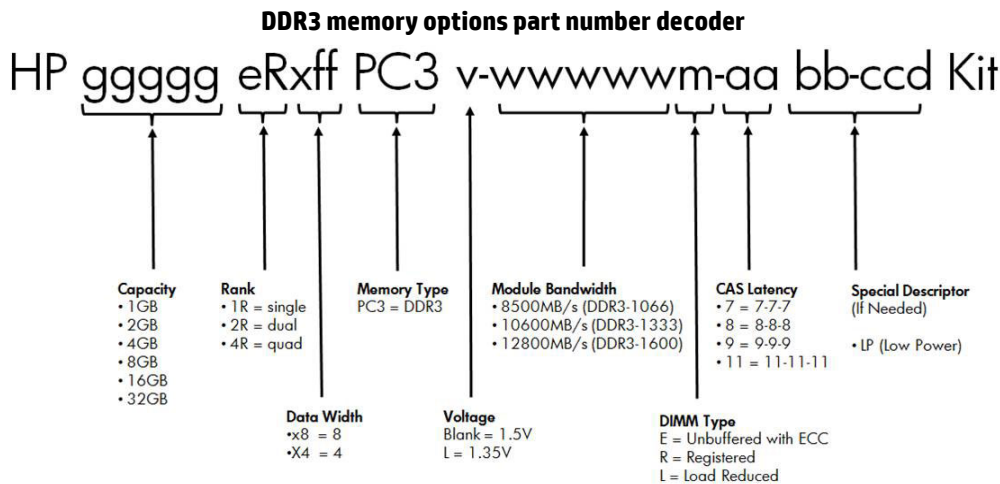 DDR3 memory options part number decoder
HP ggggg eRxff PC3 v-wwwwwm-aa bb-ccd Kit
Capacity
• 1GB
• 2GB
• 4GB
• 8GB
• 16GB
• 32GB
Rank
• 1R = single
• 2R = dual
• 4R = quad
Memory Type
PC3 = DDR3
Module Bandwidth
• 8500MB/s (DDR3-1066)
• 10600MB/s (DDR3-1333)
• 12800MB/s (DDR3-1600)
CAS Latency
• 7 = 7-7-7
• 8 = 8-8-8
• 9 = 9-9-9
• 11 = 11-11-11
Special Descriptor
(If Needed)
• LP (Low Power)
Data Width
•x8 = 8
•X4 = 4
Voltage
Blank = 1.5V
L = 1.35V
DIMM Type
E = Unbuffered with ECC
R = Registered
L = Load Reduced